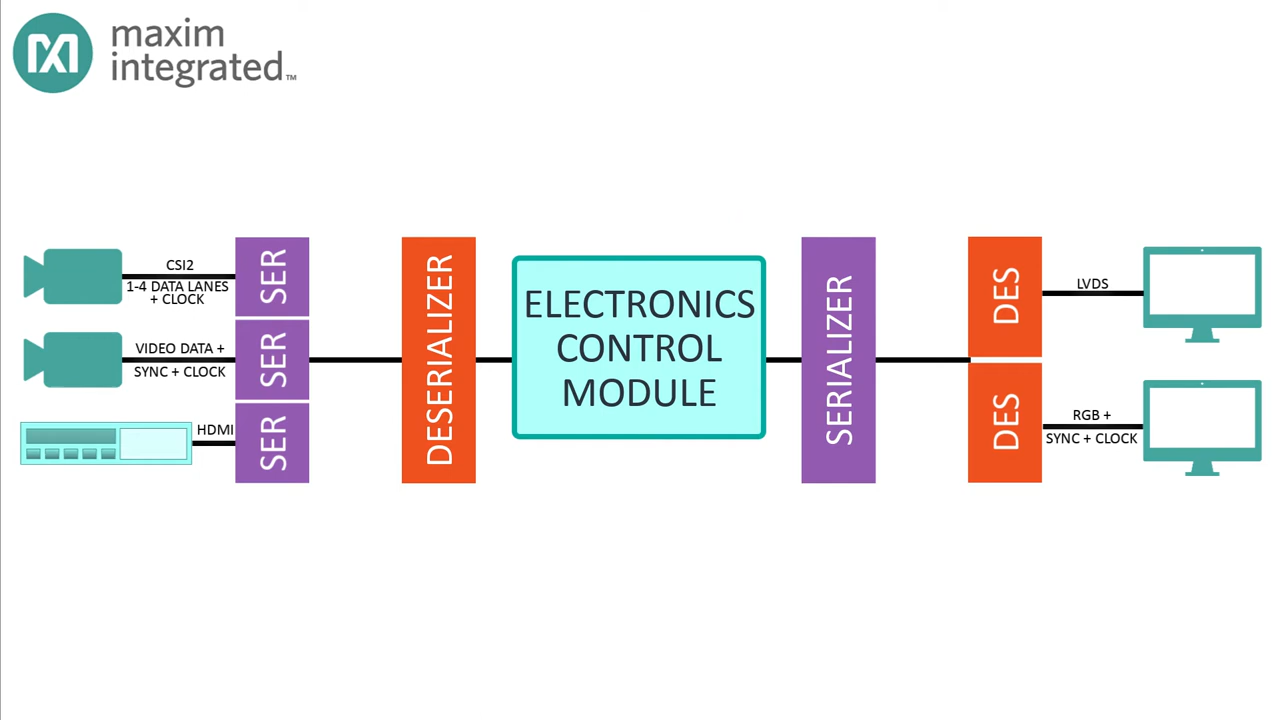 maxim
integrated™
CSI2
1-4 DATA LANES
+ CLOCK
SER
VIDEO DATA +
SYNC + CLOCK
SER
HDMI
SER
DESERIALIZER
ELECTRONICS
CONTROL
MODULE
SERIALIZER
DES
LVDS
DES
RGB +
SYNC + CLOCK